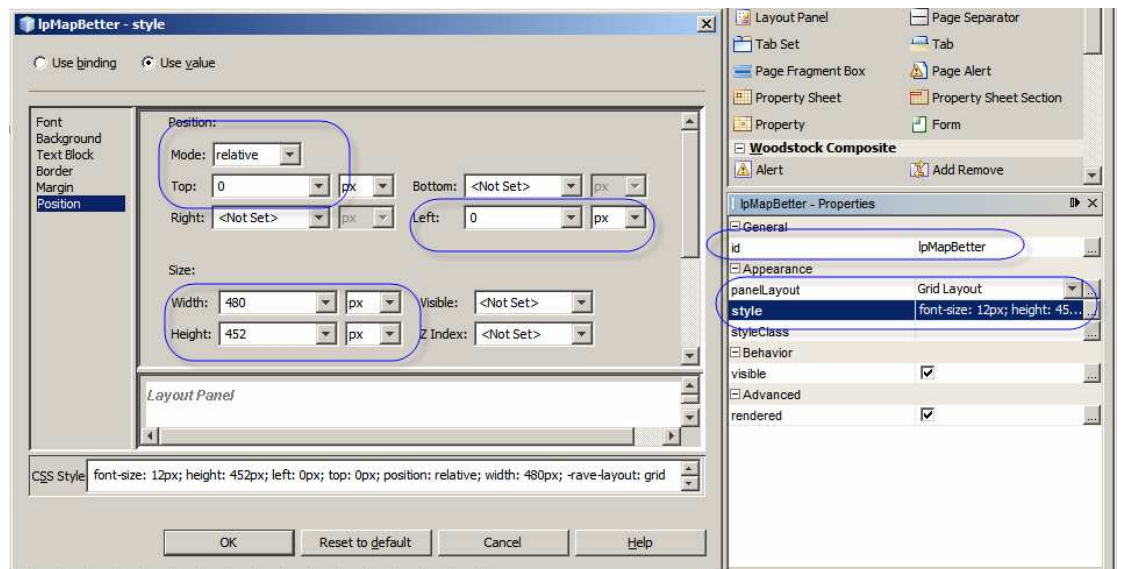 lpMapBetter - style
Use binding Use value
Font
Background
Text Block
Border
Margin
Position
Position:
Mode: relative
Top: 0 px Bottom: <Not Set> px
Right: <Not Set> px Left: 0 px
Size:
Width: 480 px Visible: <Not Set>
Height: 452 px Z Index: <Not Set>
Layout Panel
CSS Style font-size: 12px; height: 452px; left: 0px; top: 0px; position: relative; width: 480px; -rave-layout: grid
OK Reset to default Cancel Help
Layout Panel Page Separator
Tab Set Tab
Page Fragment Box Page Alert
Property Sheet Property Sheet Section
Property Form
Woodstock Composite
Alert Add Remove
lpMapBetter - Properties
General
id lpMapBetter ...
Appearance
panelLayout Grid Layout ...
style font-size: 12px; height: 45... ...
styleClass ...
Behavior
visible ...
Advanced
rendered ...